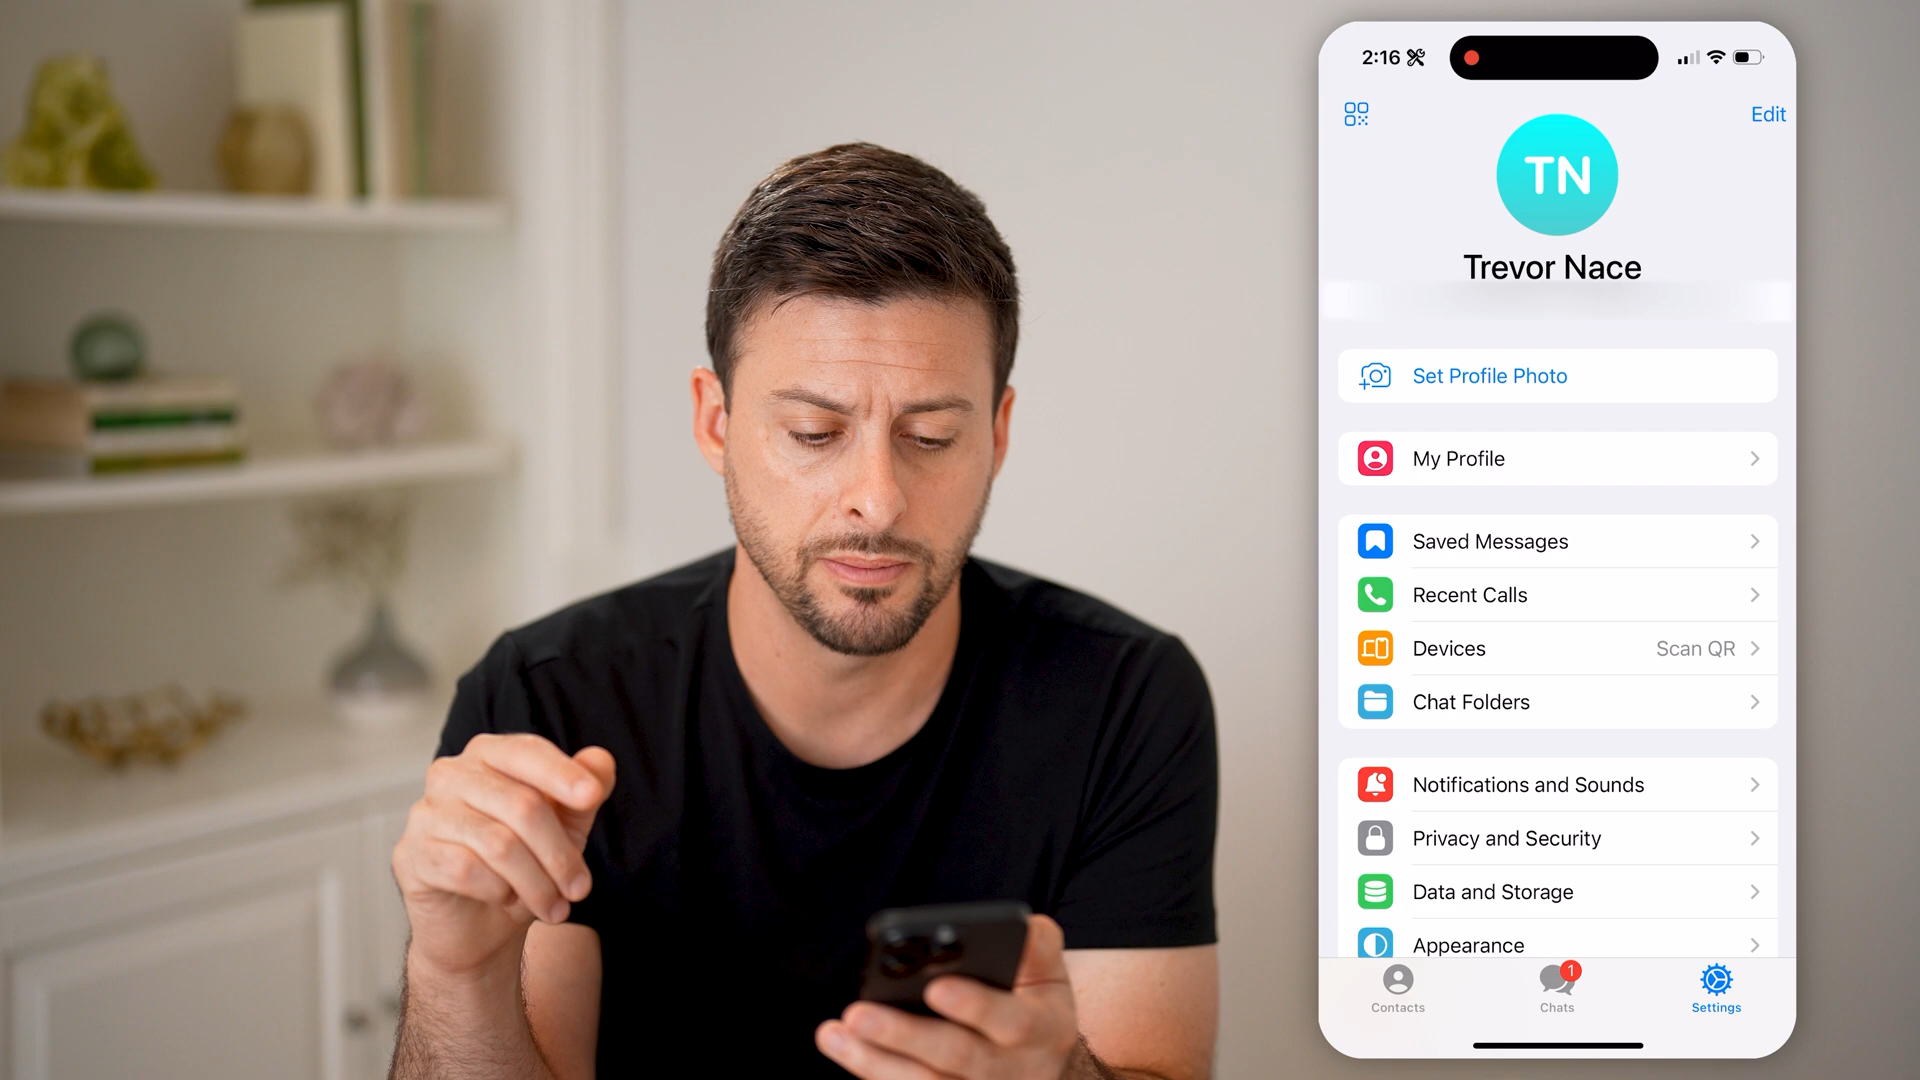 2:16
Edit
TN
Trevor Nace
Set Profile Photo
My Profile
Saved Messages
Recent Calls
Devices Scan QR
Chat Folders
Notifications and Sounds
Privacy and Security
Data and Storage
Appearance
1
Contacts Chats Settings